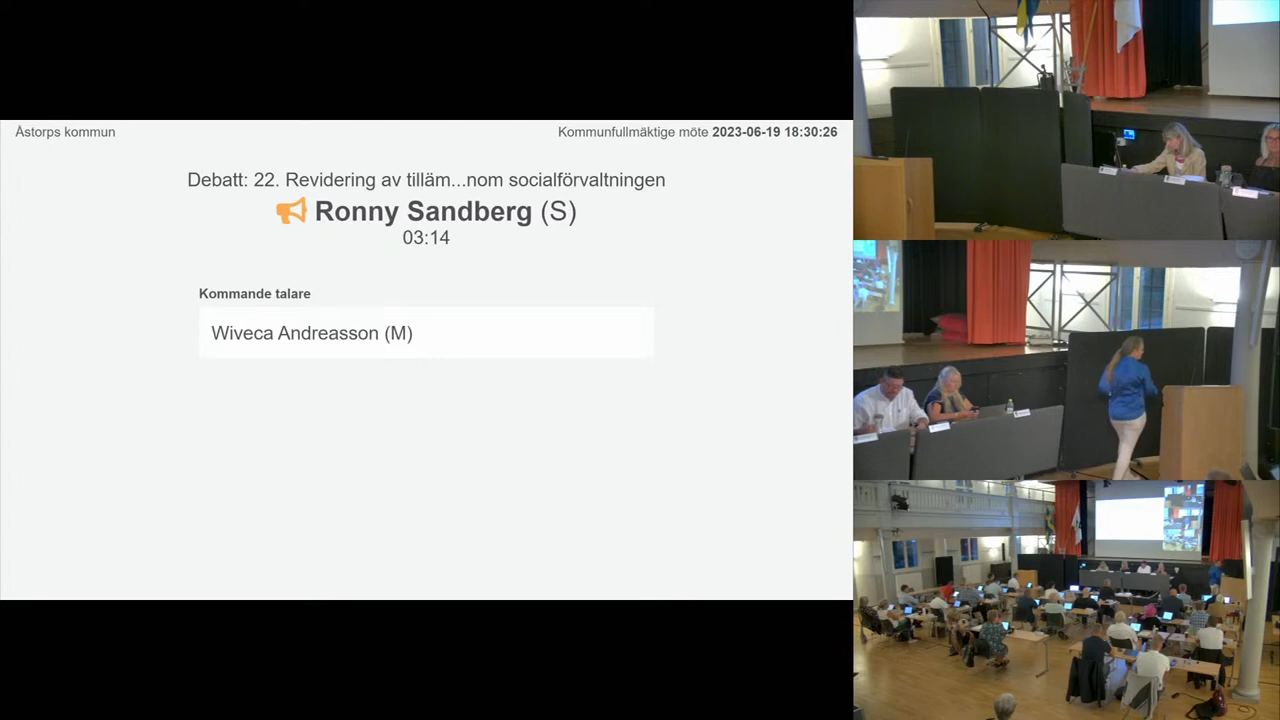 Åstorps kommun
Kommunfullmäktige möte 2023-06-19 18:30:26
Debatt: 22. Revidering av tilläm...nom socialförvaltningen
Ronny Sandberg (S)
03:14
Kommande talare
Wiveca Andreasson (M)